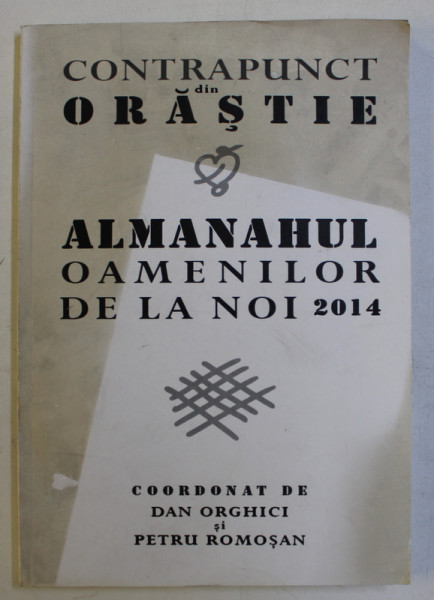 CONTRAPUNCT
din
ORĂŞTIE
ALMANAHUL
OAMENILOR
DE LA NOI 2014
COORDONAT DE
DAN ORGHICI
şi
PETRU ROMOŞAN